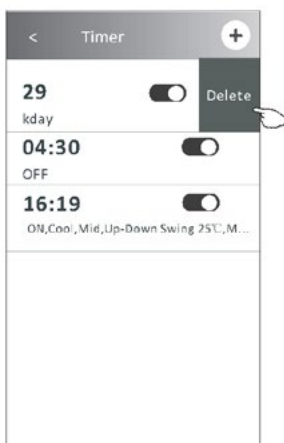 < Timer +
29 Delete
kday
04:30
OFF
16:19
ON,Cool,Mid,Up-Down Swing 25℃,M...